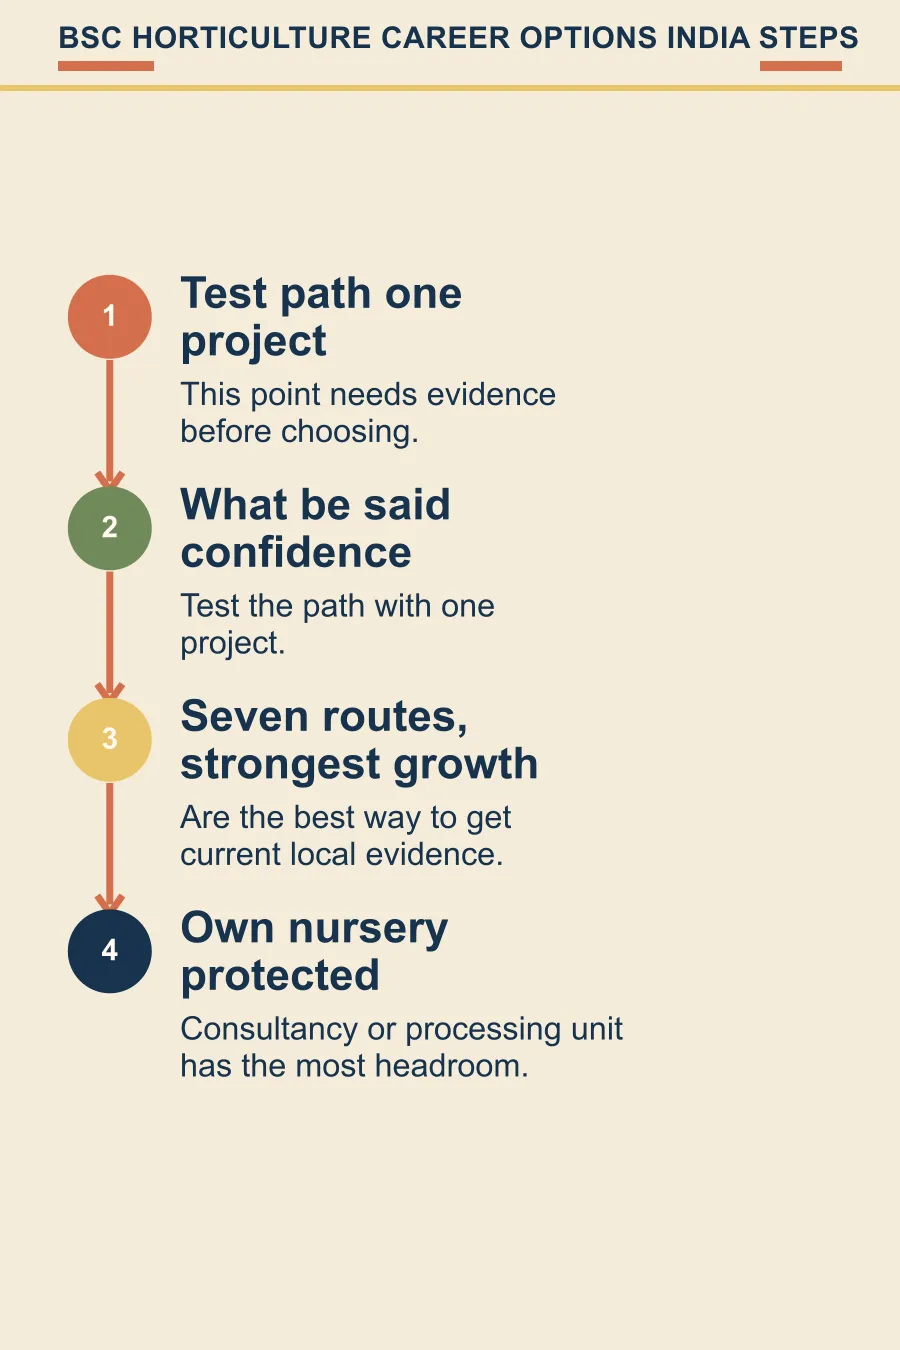 BSC HORTICULTURE CAREER OPTIONS INDIA STEPS
1
Test path one
project
This point needs evidence
before choosing.
2
What be said
confidence
Test the path with one
project.
3
Seven routes,
strongest growth
Are the best way to get
current local evidence.
4
Own nursery
protected
Consultancy or processing unit
has the most headroom.